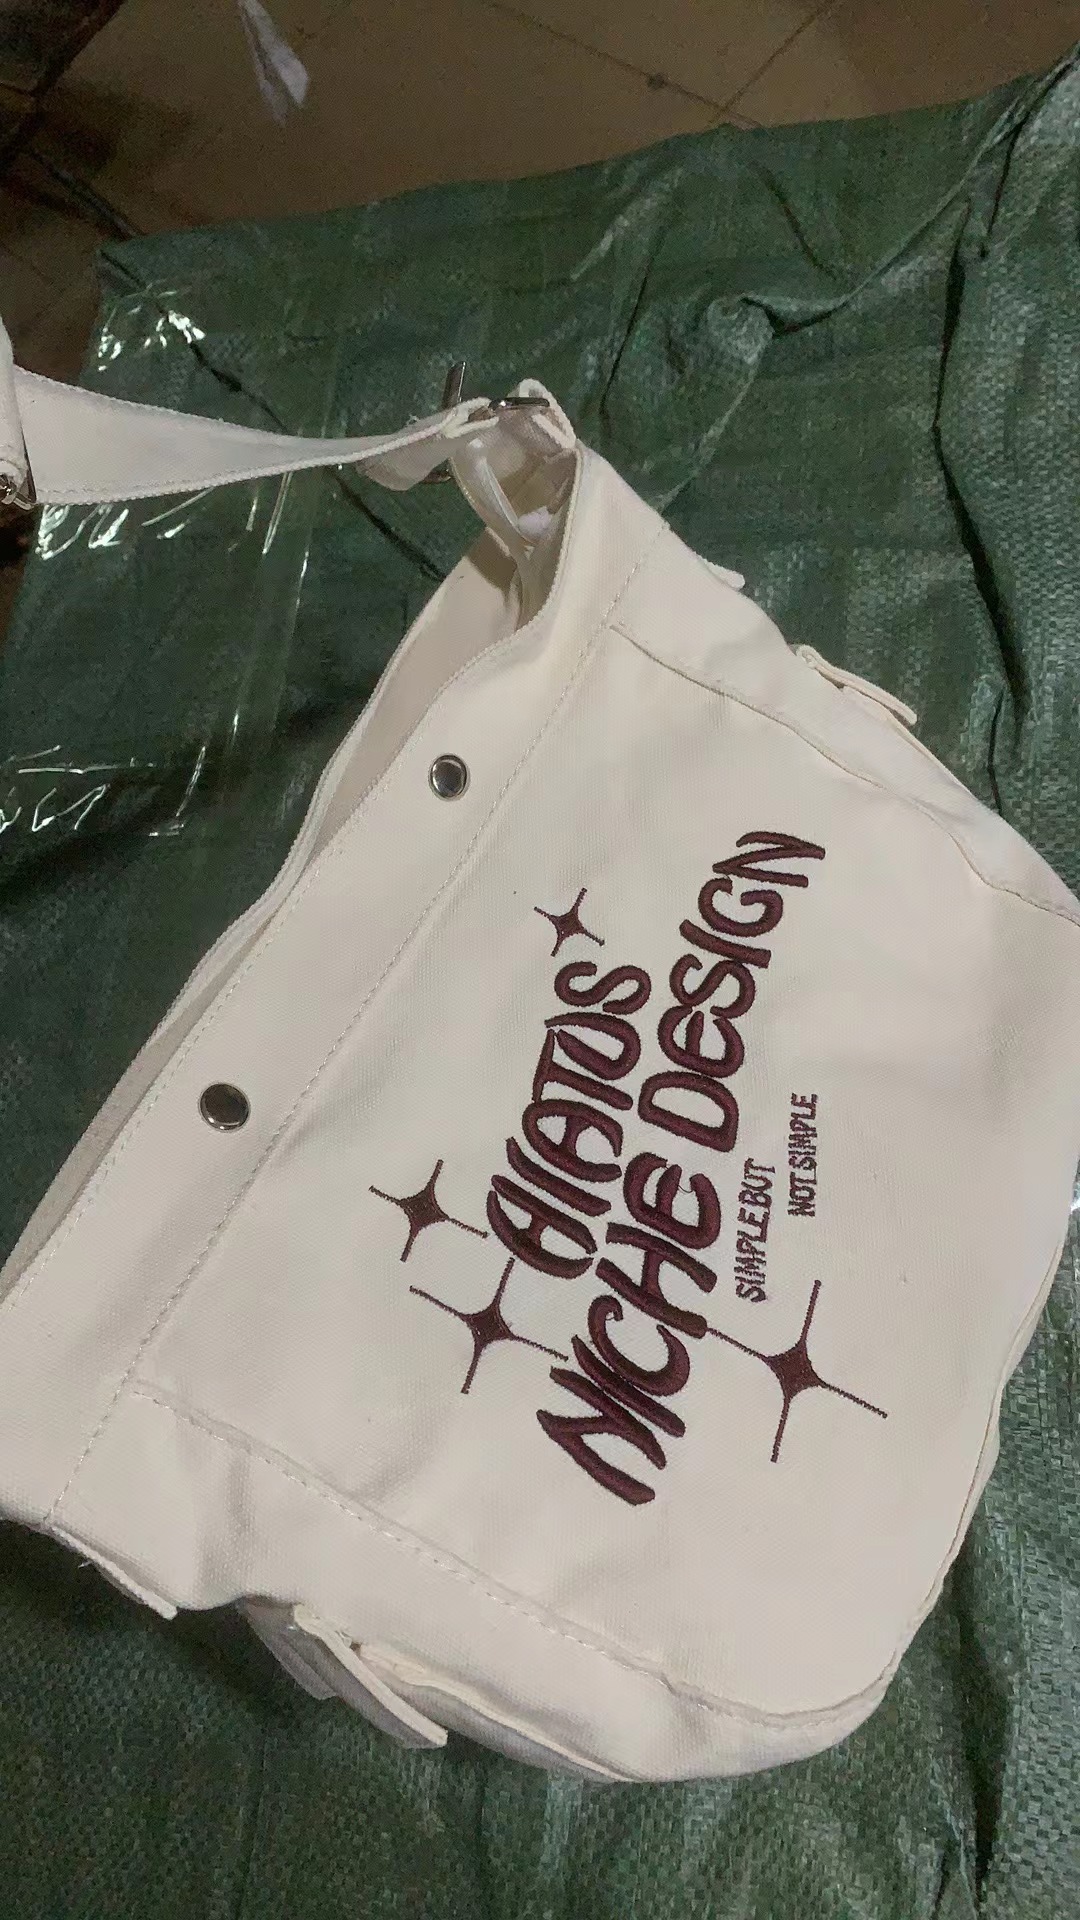 HIATUS
NICHE DESIGN
SIMPLE BUT
NOT SIMPLE